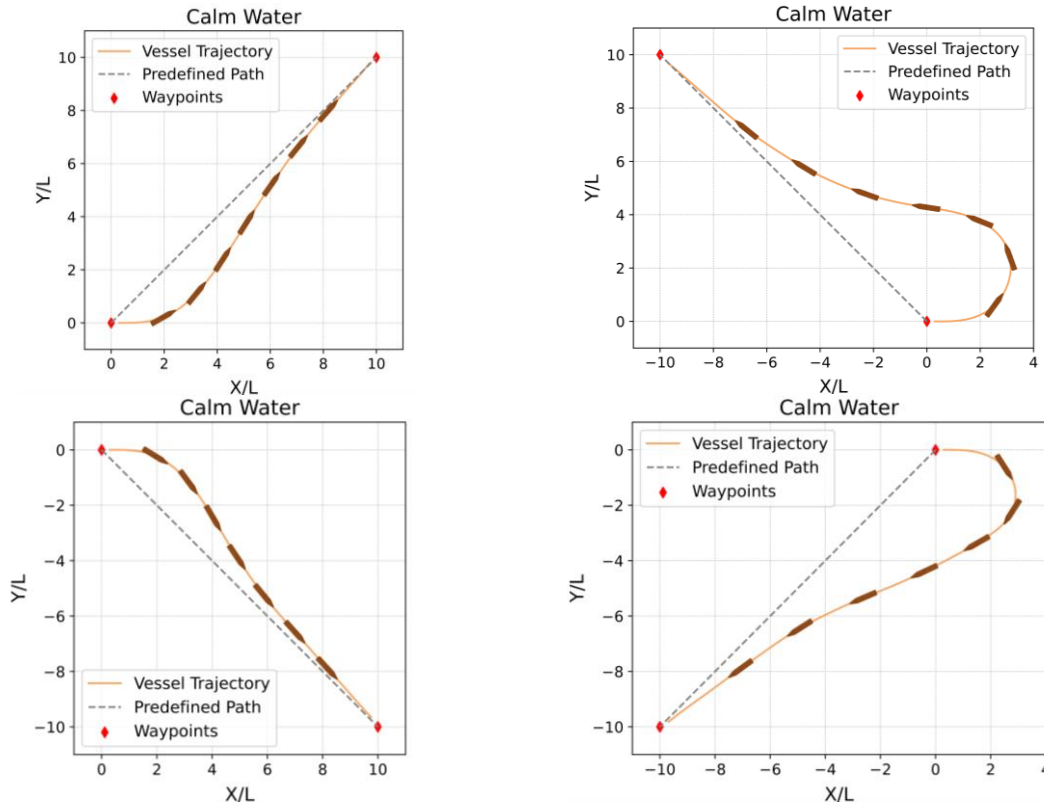 Calm Water
Vessel Trajectory
Predefined Path
Waypoints
10
8
6
4
2
0
Y/L
0 2 4 6 8 10
X/L
Calm Water
Vessel Trajectory
Predefined Path
Waypoints
10
8
6
4
2
0
Y/L
−10 −8 −6 −4 −2 0 2 4
X/L
Calm Water
Vessel Trajectory
Predefined Path
Waypoints
0
−2
−4
−6
−8
−10
Y/L
0 2 4 6 8 10
X/L
Calm Water
Vessel Trajectory
Predefined Path
Waypoints
0
−2
−4
−6
−8
−10
Y/L
−10 −8 −6 −4 −2 0 2 4
X/L